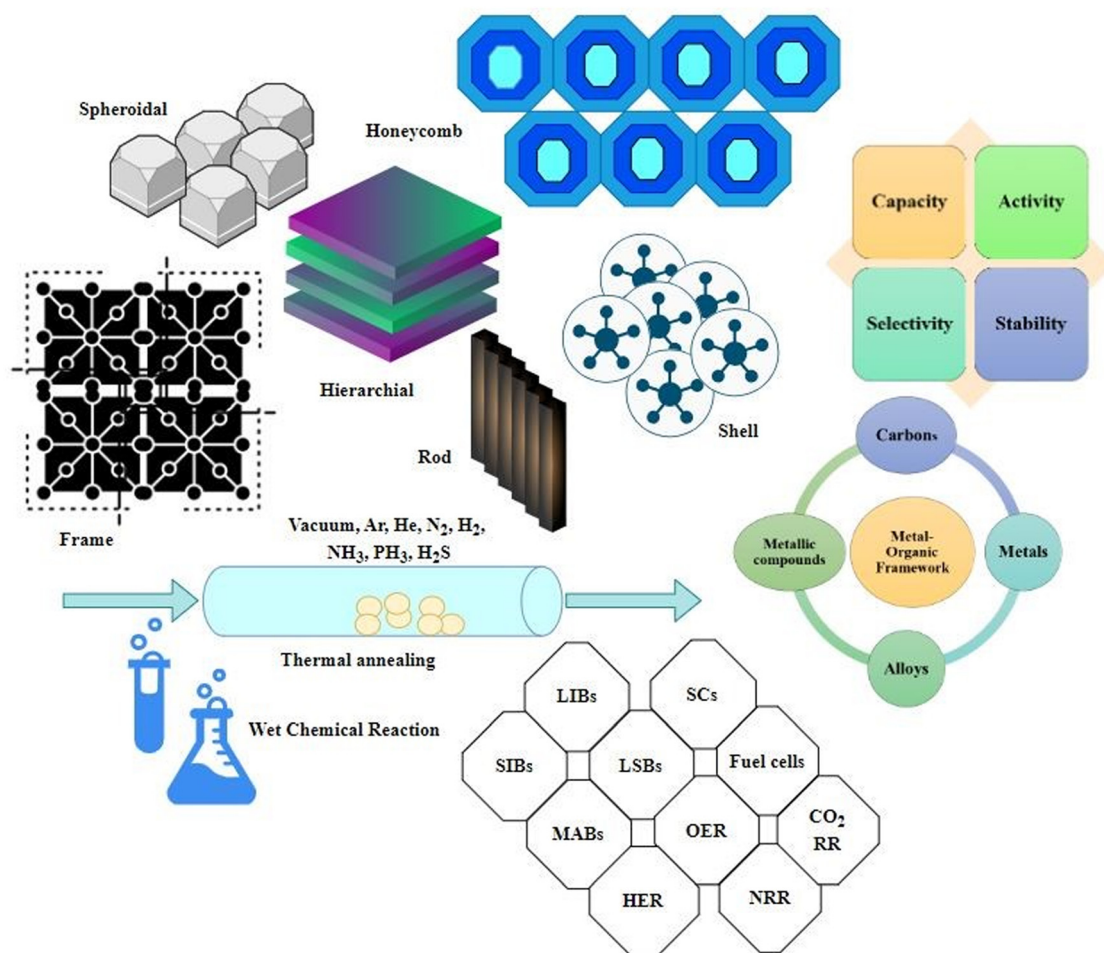 Spheroidal
Honeycomb
Capacity
Activity
Selectivity
Stability
Hierarchial
Shell
Rod
Frame
Carbons
Metallic
compounds
Metal-
Organic
Framework
Metals
Alloys
Vacuum, Ar, He, N₂, H₂,
NH₃, PH₃, H₂S
Thermal annealing
Wet Chemical Reaction
LIBs
SCs
SIBs
LSBs
Fuel cells
MABs
OER
CO₂
RR
HER
NRR